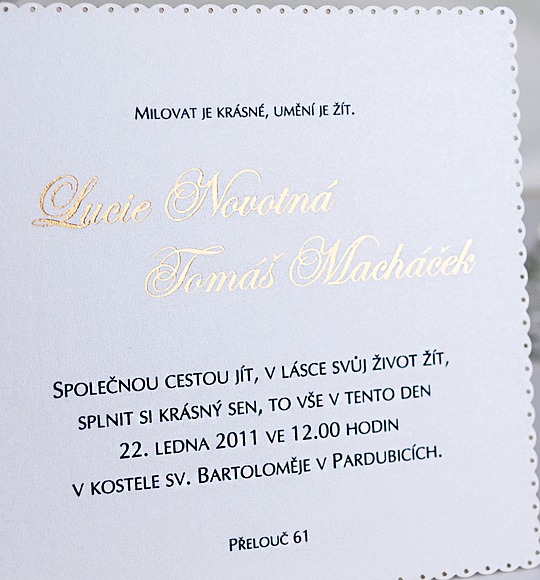 Milovat je krásné, umění je žít.
Lucie Novotná
Tomáš Macháček
Společnou cestou jít, v lásce svůj život žít,
splnit si krásný sen, to vše v tento den
22. ledna 2011 ve 12.00 hodin
v kostele sv. Bartoloměje v Pardubicích.
Přelouč 61